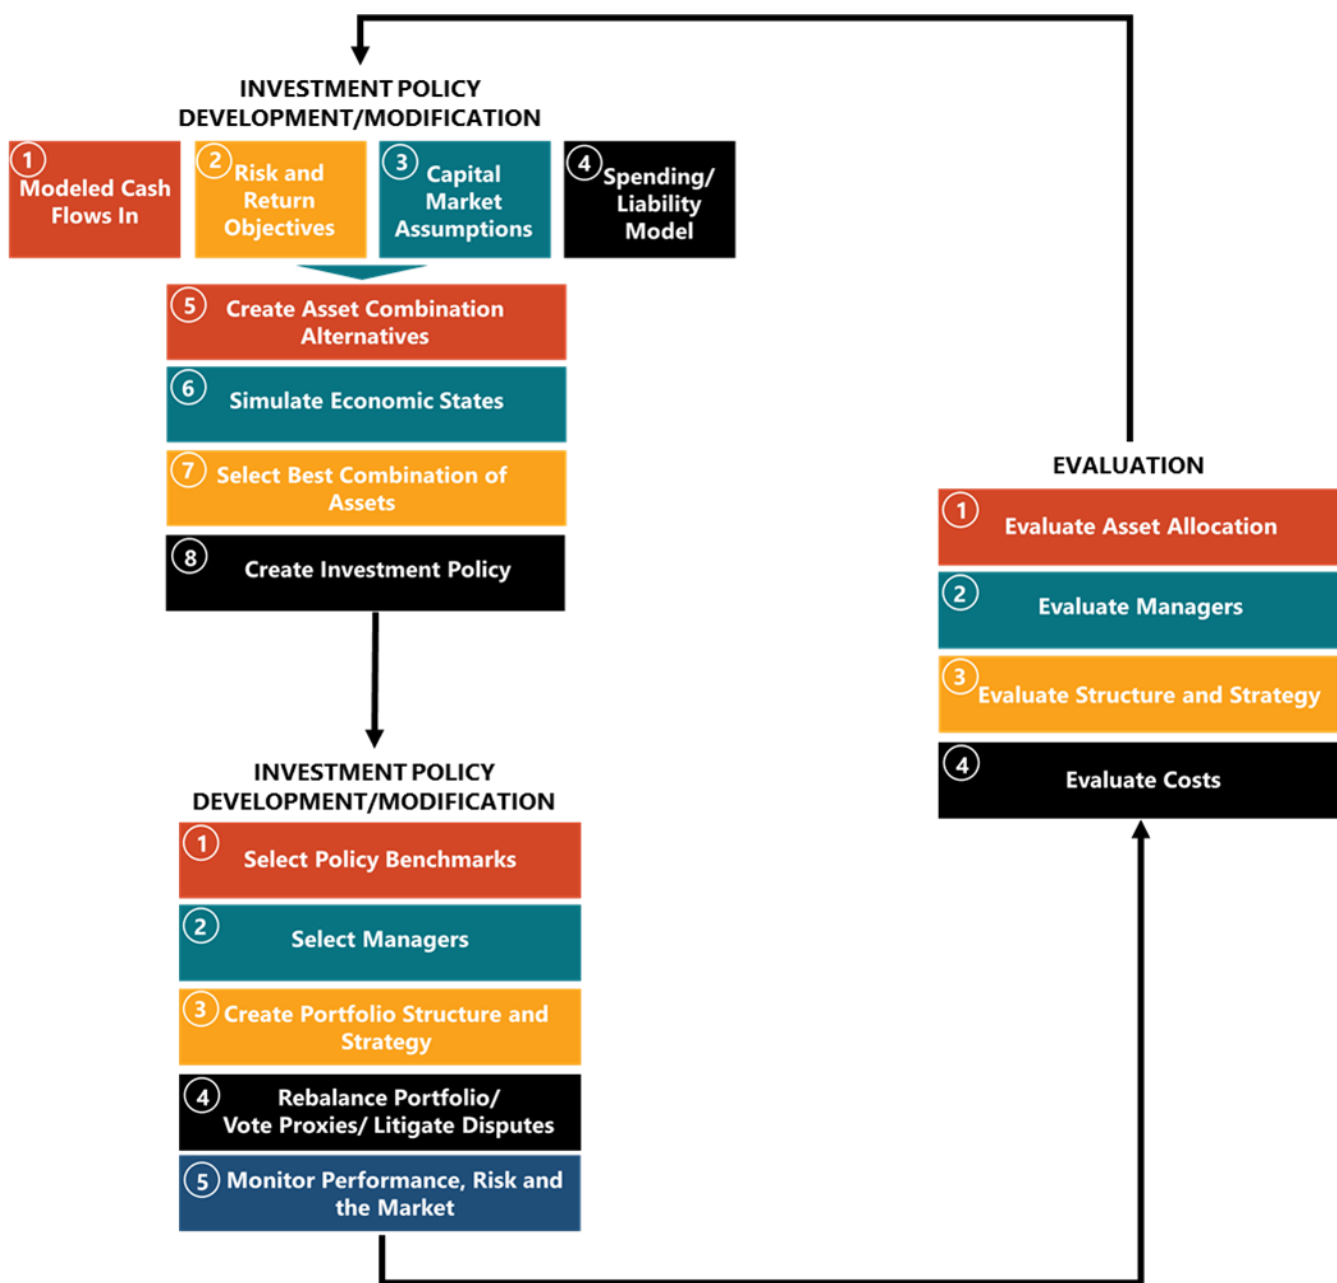 INVESTMENT POLICY
DEVELOPMENT/MODIFICATION
1
Modeled Cash
Flows In
2
Risk and
Return
Objectives
3
Capital
Market
Assumptions
4
Spending/
Liability
Model
5
Create Asset Combination
Alternatives
6
Simulate Economic States
7
Select Best Combination of
Assets
8
Create Investment Policy
INVESTMENT POLICY
DEVELOPMENT/MODIFICATION
1
Select Policy Benchmarks
2
Select Managers
3
Create Portfolio Structure and
Strategy
4
Rebalance Portfolio/
Vote Proxies/ Litigate Disputes
5
Monitor Performance, Risk and
the Market
EVALUATION
1
Evaluate Asset Allocation
2
Evaluate Managers
3
Evaluate Structure and Strategy
4
Evaluate Costs